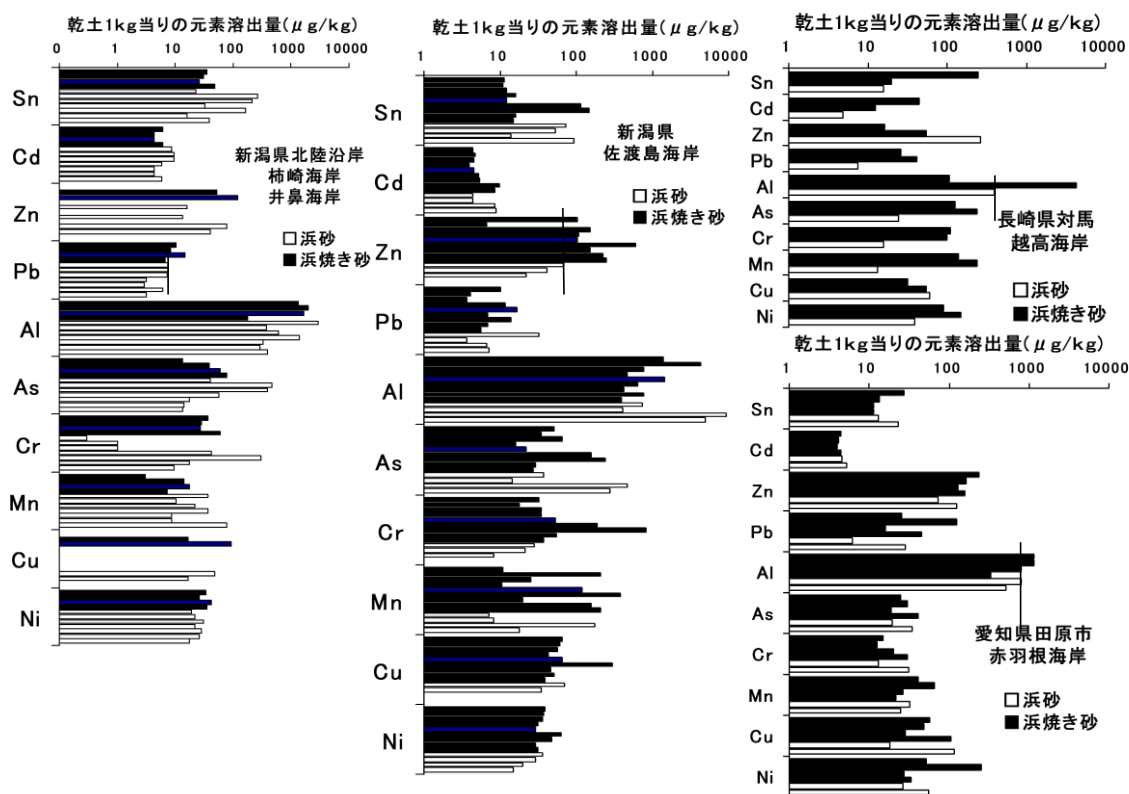 乾土1kg当りの元素溶出量(μg/kg)
0 1 10 100 1000 10000
Sn
Cd
Zn
Pb
Al
As
Cr
Mn
Cu
Ni
新潟県北陸沿岸
柿崎海岸
井鼻海岸
浜砂
浜焼き砂
乾土1kg当りの元素溶出量(μg/kg)
1 10 100 1000 10000
Sn
Cd
Zn
Pb
Al
As
Cr
Mn
Cu
Ni
新潟県
佐渡島海岸
浜砂
浜焼き砂
乾土1kg当りの元素溶出量(μg/kg)
1 10 100 1000 10000
Sn
Cd
Zn
Pb
Al
As
Cr
Mn
Cu
Ni
長崎県対馬
越高海岸
浜砂
浜焼き砂
乾土1kg当りの元素溶出量(μg/kg)
1 10 100 1000 10000
Sn
Cd
Zn
Pb
Al
As
Cr
Mn
Cu
Ni
愛知県田原市
赤羽根海岸
浜砂
浜焼き砂